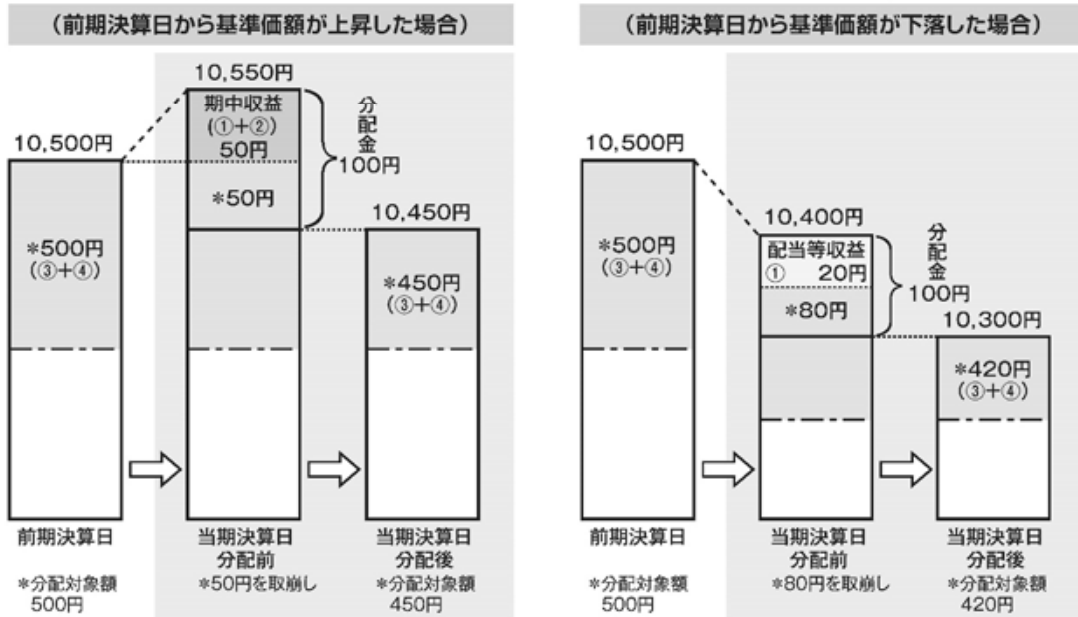 (前期決算日から基準価額が上昇した場合)
10,500円
*500円
(③+④)
前期決算日
*分配対象額
500円
10,550円
期中収益
(①+②)
50円
*50円
分配金
100円
当期決算日
分配前
*50円を取崩し
10,450円
*450円
(③+④)
当期決算日
分配後
*分配対象額
450円
(前期決算日から基準価額が下落した場合)
10,500円
*500円
(③+④)
前期決算日
*分配対象額
500円
10,400円
配当等収益
① 20円
*80円
分配金
100円
当期決算日
分配前
*80円を取崩し
10,300円
*420円
(③+④)
当期決算日
分配後
*分配対象額
420円